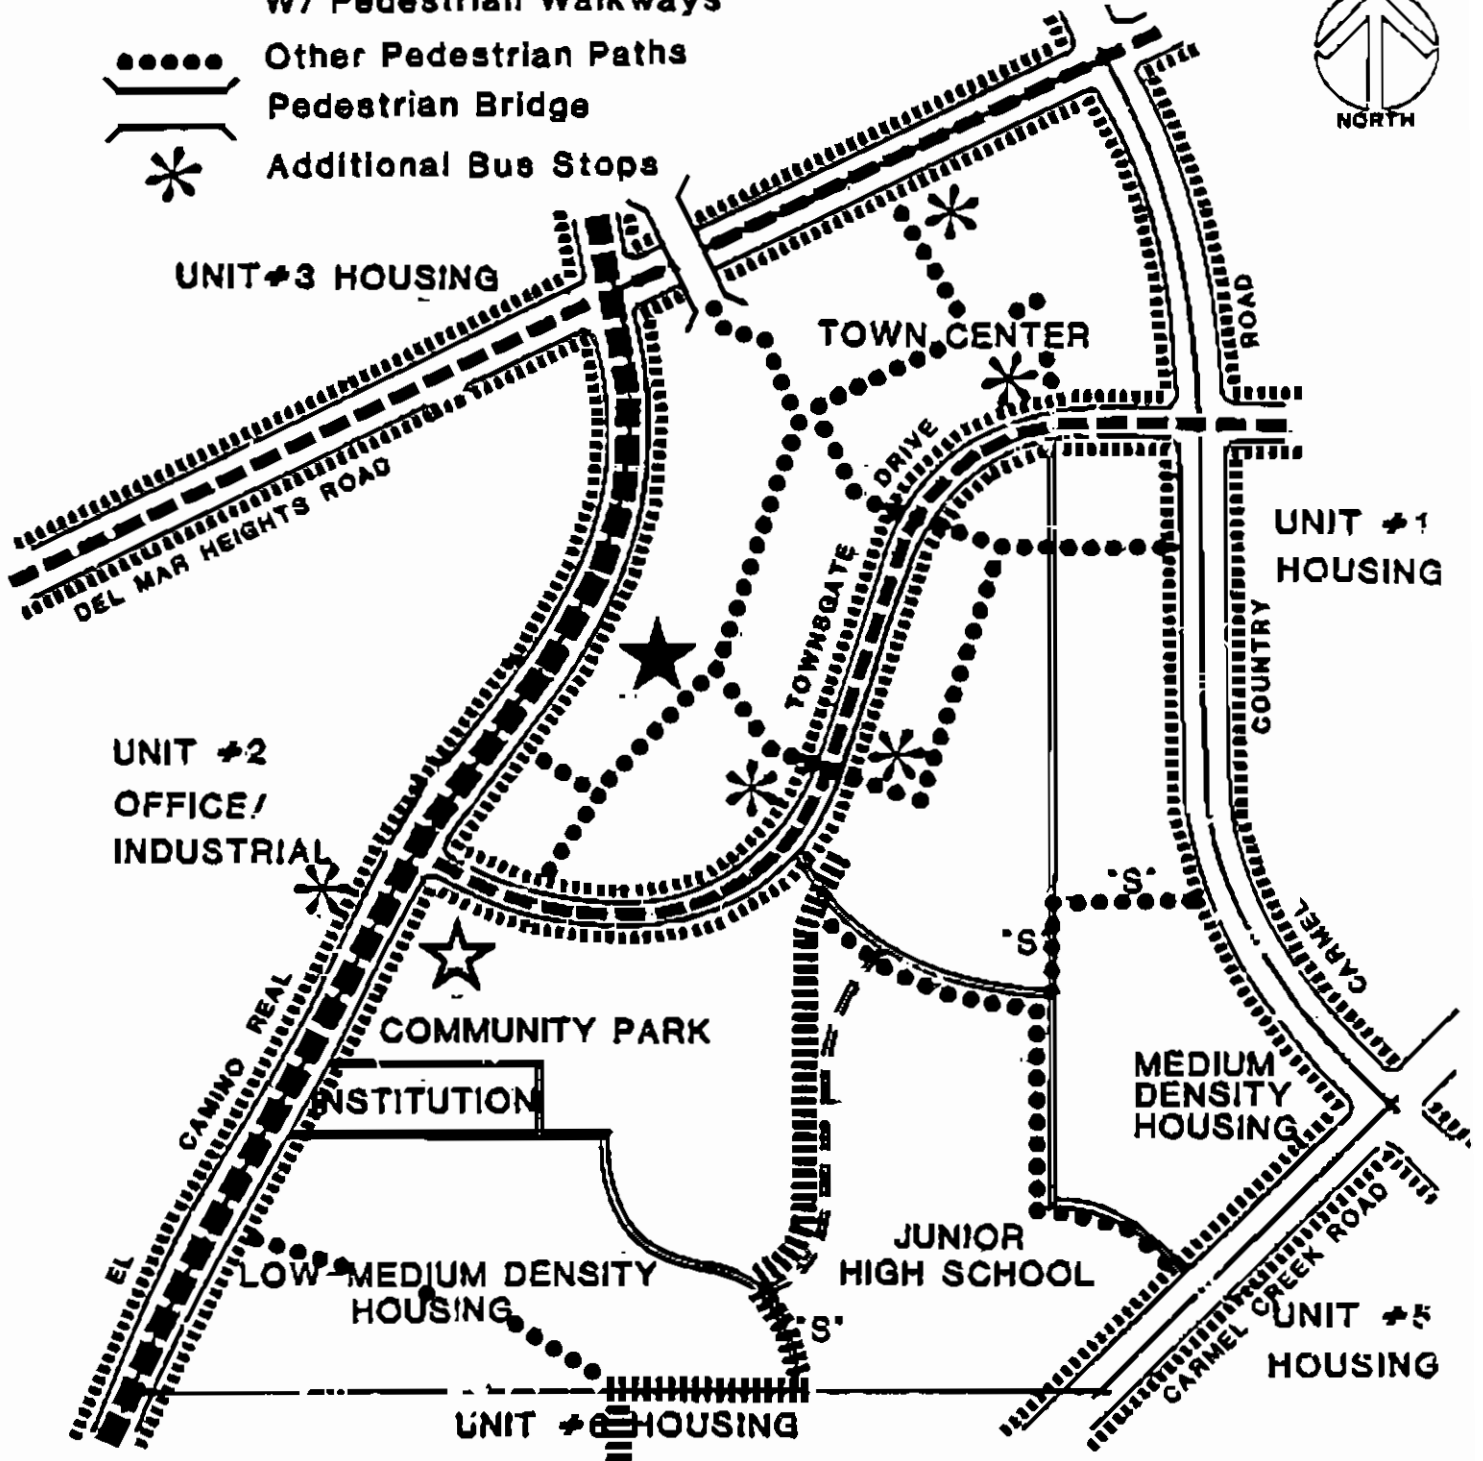 W/ Pedestrian Walkways
Other Pedestrian Paths
Pedestrian Bridge
Additional Bus Stops
NORTH
UNIT #3 HOUSING
TOWN CENTER
ROAD
DEL MAR HEIGHTS ROAD
DRIVE
TOWNSGATE
UNIT #1
HOUSING
COUNTRY
UNIT #2
OFFICE/
INDUSTRIAL
"S"
"S"
CARMEL
EL CAMINO REAL
COMMUNITY PARK
INSTITUTION
MEDIUM
DENSITY
HOUSING
JUNIOR
HIGH SCHOOL
LOW-MEDIUM DENSITY
HOUSING
"S"
CARMEL CREEK ROAD
UNIT #5
HOUSING
UNIT #6 HOUSING